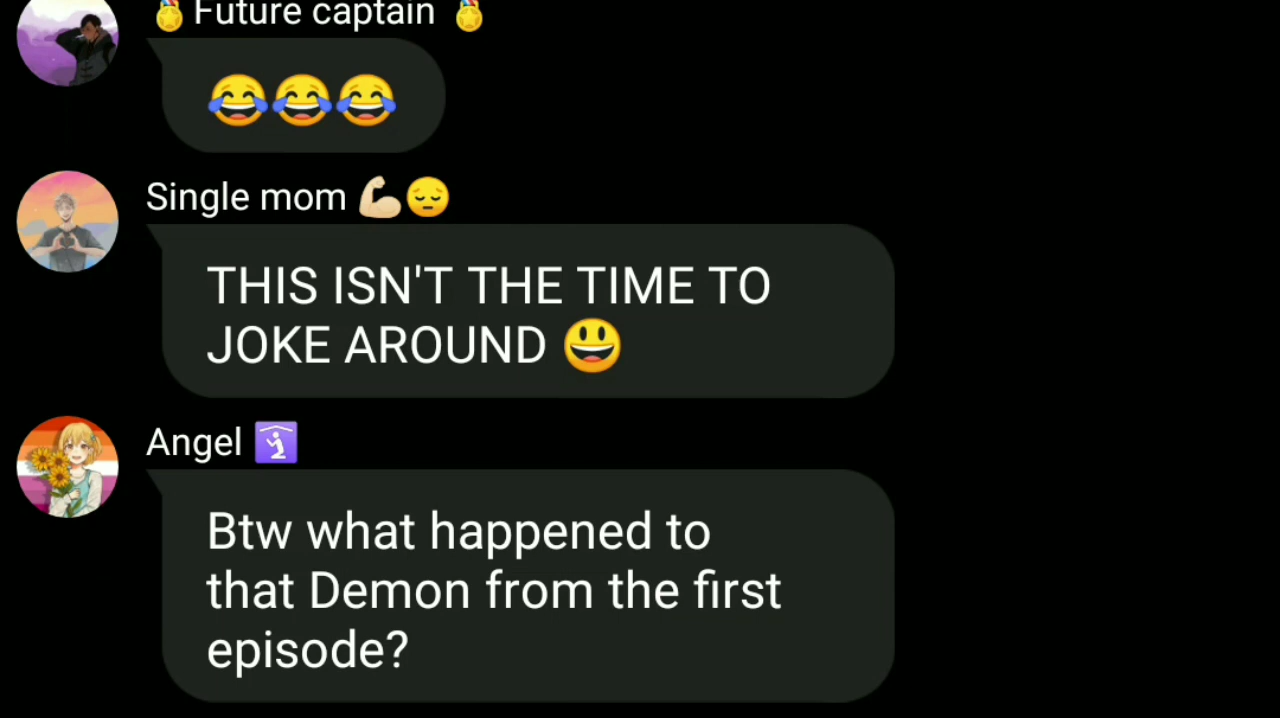 🏅 Future captain 🏅
😂😂😂
Single mom 💪🏻😔
THIS ISN'T THE TIME TO
JOKE AROUND 😃
Angel 🛐
Btw what happened to
that Demon from the first
episode?